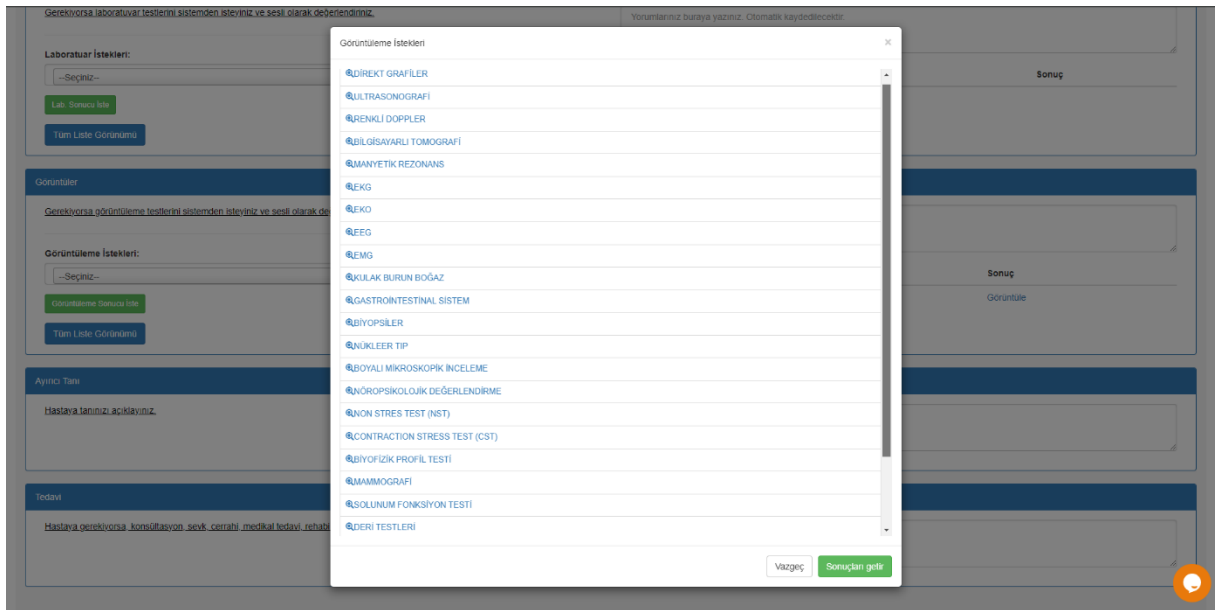 Gerekiyorsa laboratuvar testlerini sistemden isteyiniz ve sesli olarak değerlendiriniz.
Yorumlarınız buraya yazınız. Otomatik kaydedilecektir.
Laboratuar İstekleri:
--Seçiniz--
Lab. Sonucu İste
Tüm Liste Görünümü
Sonuç
Görüntüler
Gerekiyorsa görüntüleme testlerini sistemden isteyiniz ve sesli olarak de
Görüntüleme İstekleri:
--Seçiniz--
Görüntüleme Sonucu İste
Tüm Liste Görünümü
Sonuç
Görüntüle
Ayırıcı Tanı
Hastaya tanınızı açıklayınız.
Tedavi
Hastaya gerekiyorsa, konsültasyon, sevk, cerrahi, medikal tedavi, rehabi
Görüntüleme İstekleri
×
DİREKT GRAFİLER
ULTRASONOGRAFİ
RENKLİ DOPPLER
BİLGİSAYARLI TOMOGRAFİ
MANYETİK REZONANS
EKG
EKO
EEG
EMG
KULAK BURUN BOĞAZ
GASTROİNTESTİNAL SİSTEM
BİYOPSİLER
NÜKLEER TIP
BOYALI MİKROSKOPİK İNCELEME
NÖROPSİKOLOJİK DEĞERLENDİRME
NON STRES TEST (NST)
CONTRACTION STRESS TEST (CST)
BİYOFİZİK PROFİL TESTİ
MAMMOGRAFİ
SOLUNUM FONKSİYON TESTİ
DERİ TESTLERİ
Vazgeç
Sonuçları getir